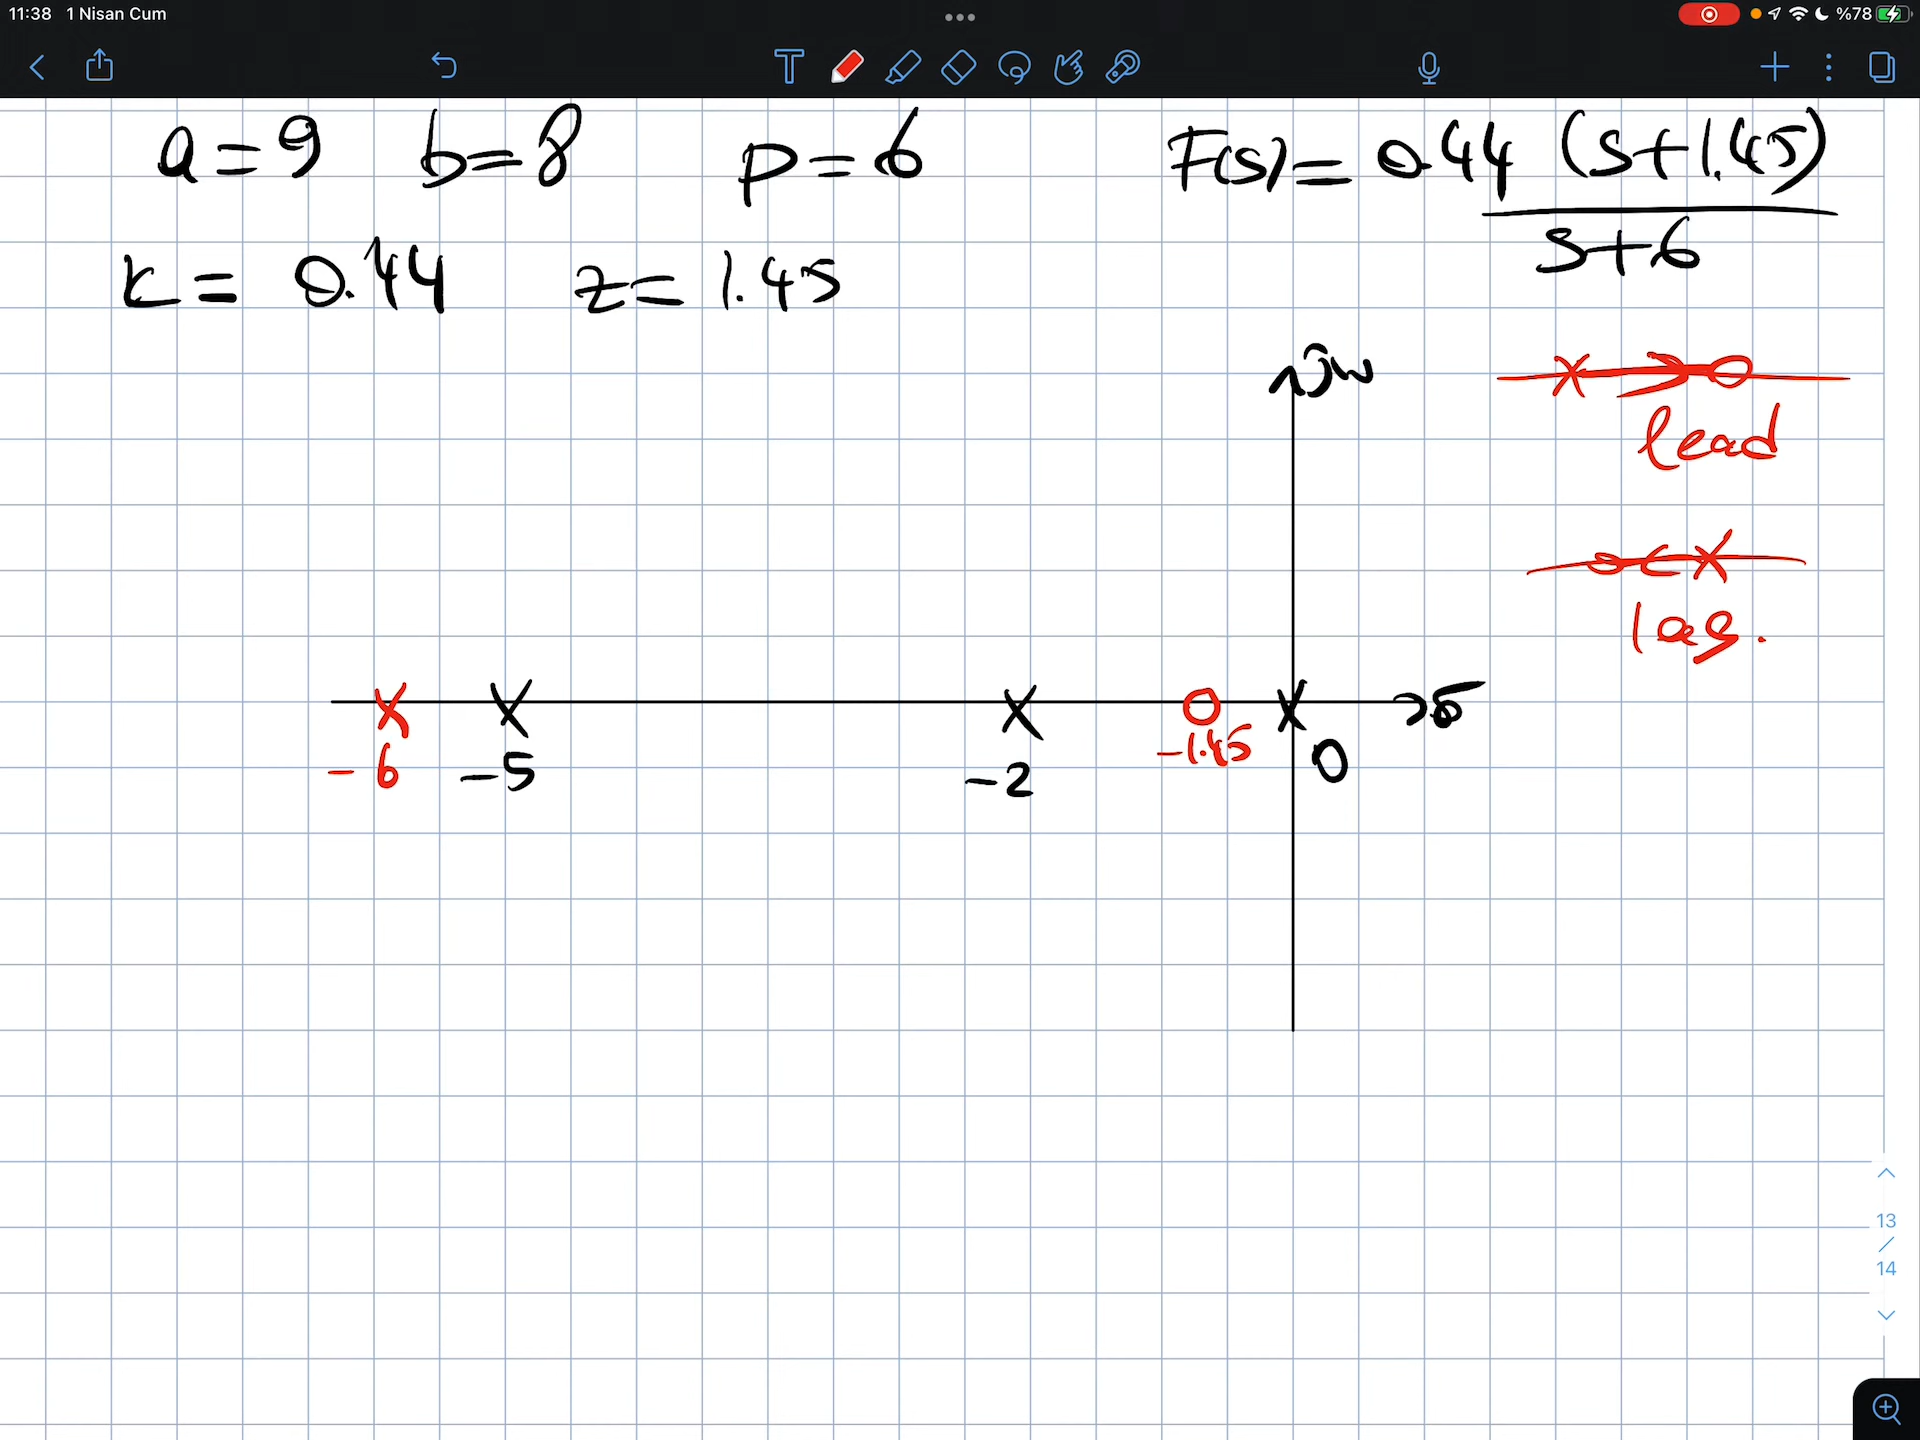 11:38 1 Nisan Cum
%78
a=9 b=8 p=6 F(s)= 0.44 (s+1.45)
s+6
k= 0.44 z= 1.45
jw
lead
lag.
σ
-6 -5 -2 -1.45 0
13
/
14